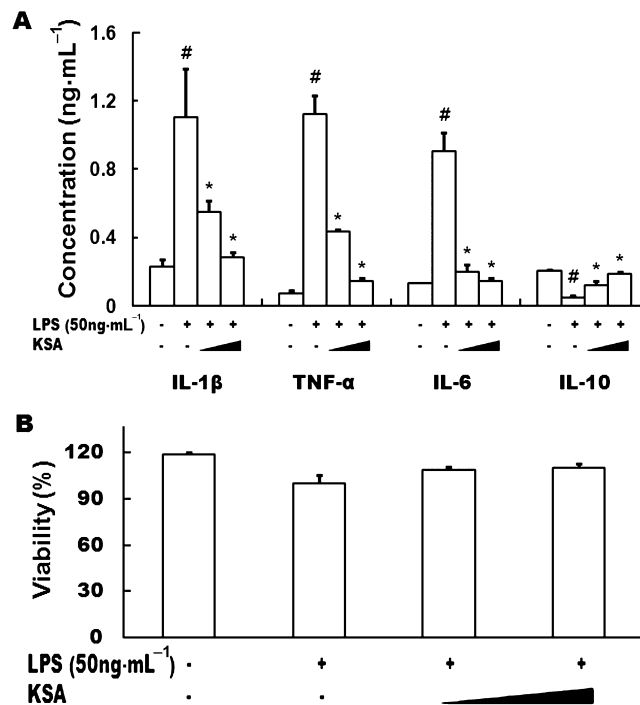 A
Concentration (ng·mL⁻¹)
1.6
1.2
0.8
0.4
0
# * * # * * # * * # * *
LPS (50ng·mL⁻¹) - + + + - + + + - + + + - + + +
KSA - - - - - - - -
IL-1β TNF-α IL-6 IL-10
B
Viability (%)
120
90
60
30
0
LPS (50ng·mL⁻¹) - + + +
KSA - -